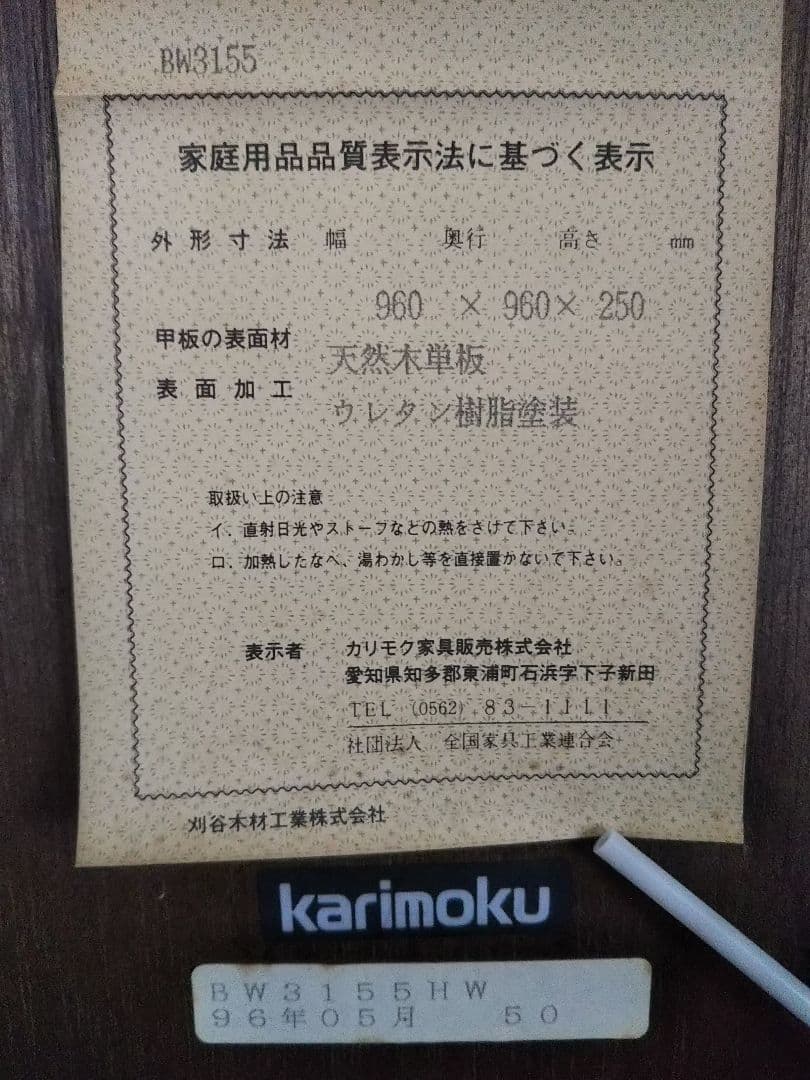 BW3155
家庭用品品質表示法に基づく表示
外形寸法 幅 奥行 高さ mm
960 × 960 × 250
甲板の表面材 天然木単板
表面加工 ウレタン樹脂塗装
取扱い上の注意
イ．直射日光やストーブなどの熱をさけて下さい。
ロ．加熱したなべ、湯わかし等を直接置かないで下さい。
表示者 カリモク家具販売株式会社
愛知県知多郡東浦町石浜字下子新田
TEL (0562) 83-1111
社団法人 全国家具工業連合会
刈谷木材工業株式会社
karimoku
BW3155HW
96年05月 50